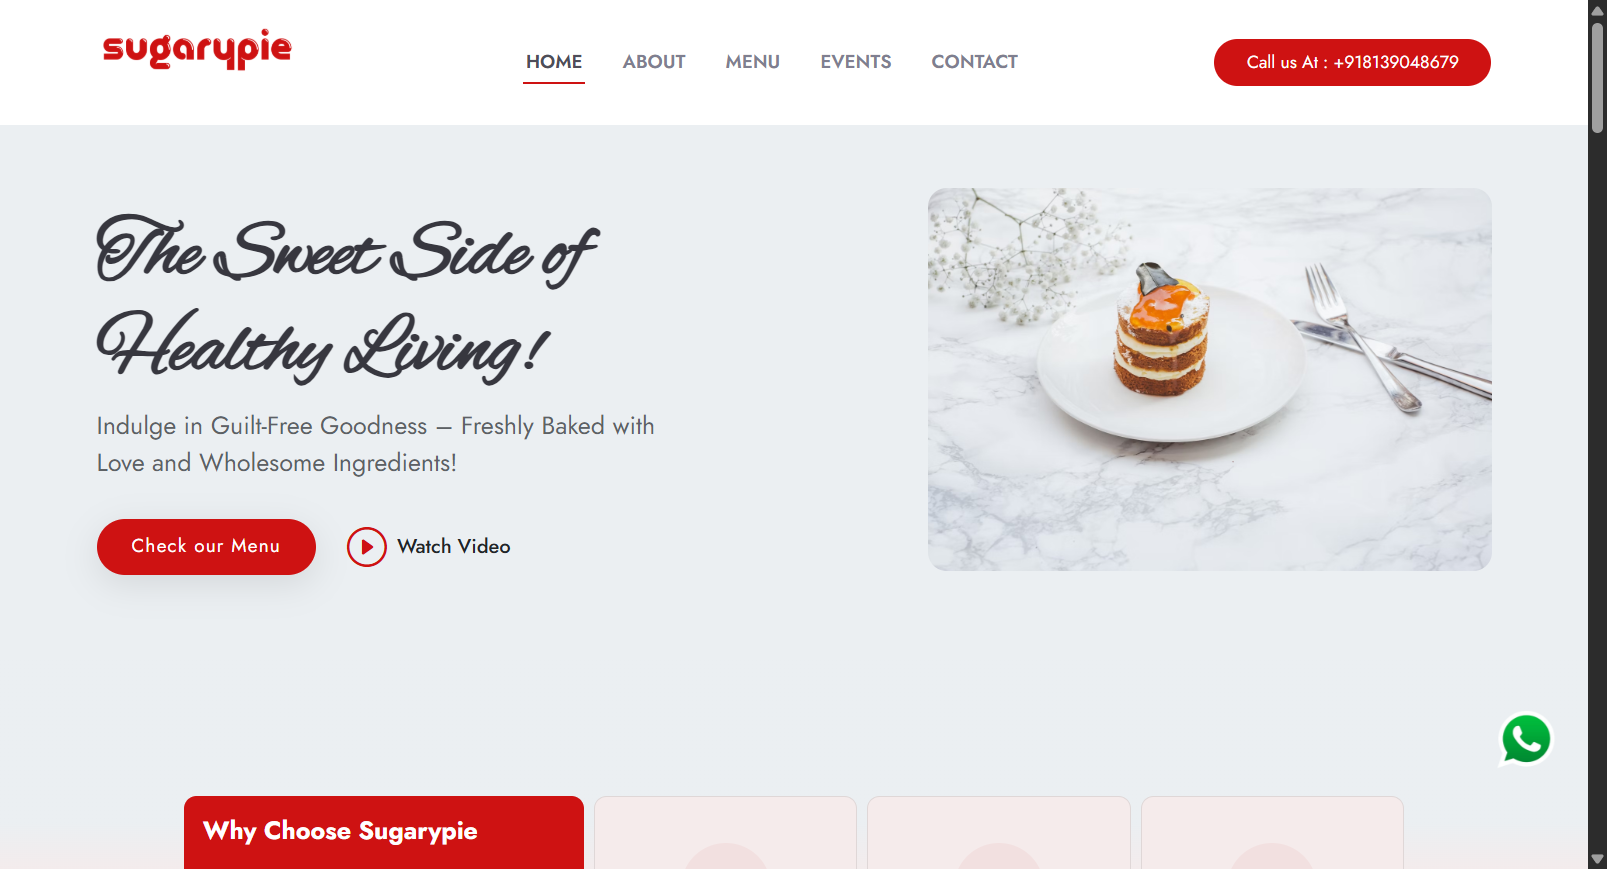 sugarypie
HOME
ABOUT
MENU
EVENTS
CONTACT
Call us At : +918139048679
The Sweet Side of
Healthy Living!
Indulge in Guilt-Free Goodness – Freshly Baked with
Love and Wholesome Ingredients!
Check our Menu
Watch Video
Why Choose Sugarypie